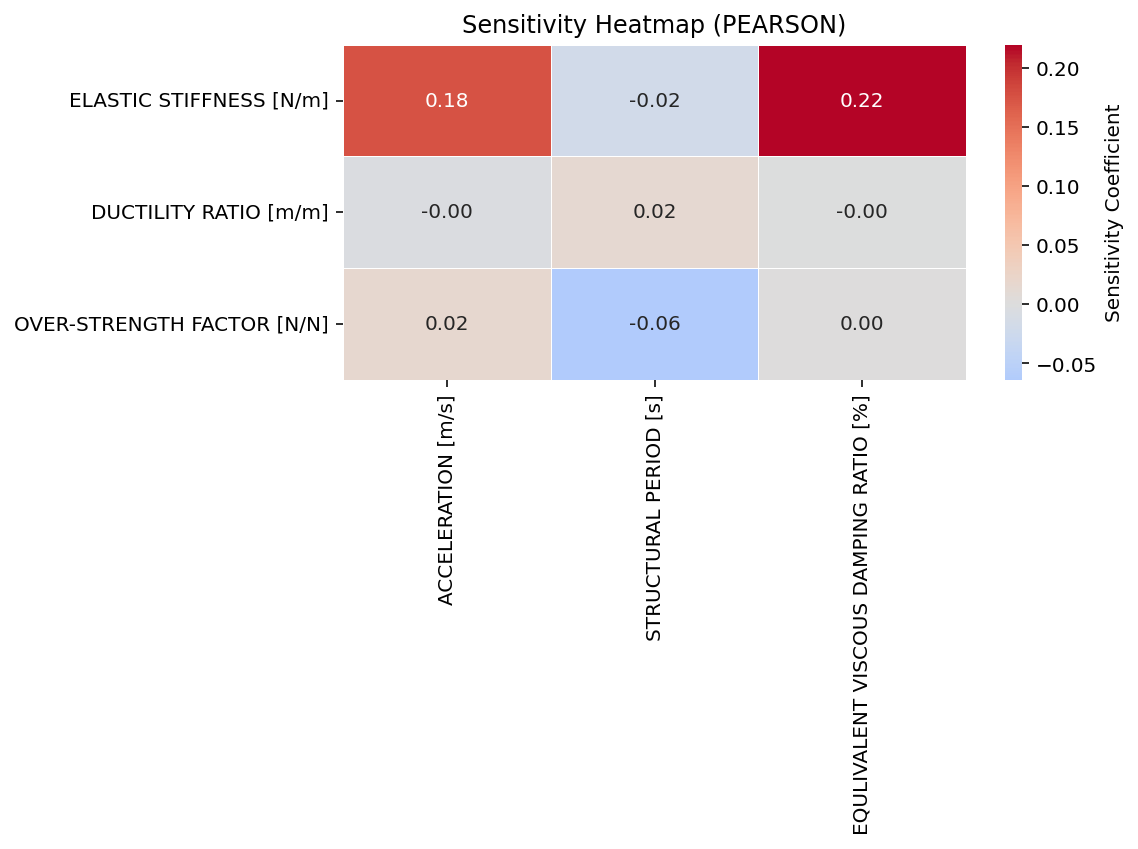 Sensitivity Heatmap (PEARSON)
ELASTIC STIFFNESS [N/m]
0.18
-0.02
0.22
DUCTILITY RATIO [m/m]
-0.00
0.02
-0.00
OVER-STRENGTH FACTOR [N/N]
0.02
-0.06
0.00
ACCELERATION [m/s]
STRUCTURAL PERIOD [s]
EQULIVALENT VISCOUS DAMPING RATIO [%]
0.20
0.15
0.10
0.05
0.00
−0.05
Sensitivity Coefficient